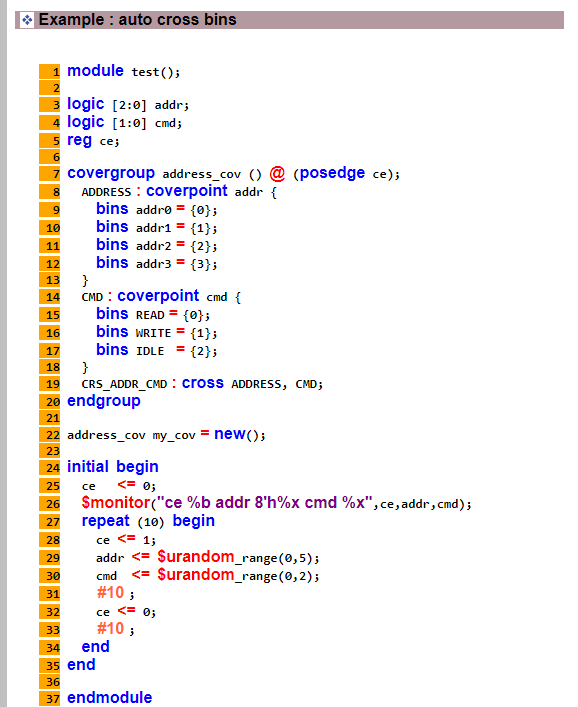 Example : auto cross bins
1 module test();
2
3 logic [2:0] addr;
4 logic [1:0] cmd;
5 reg ce;
6
7 covergroup address_cov () @ (posedge ce);
8 ADDRESS : coverpoint addr {
9 bins addr0 = {0};
10 bins addr1 = {1};
11 bins addr2 = {2};
12 bins addr3 = {3};
13 }
14 CMD : coverpoint cmd {
15 bins READ = {0};
16 bins WRITE = {1};
17 bins IDLE = {2};
18 }
19 CRS_ADDR_CMD : cross ADDRESS, CMD;
20 endgroup
21
22 address_cov my_cov = new();
23
24 initial begin
25 ce <= 0;
26 $monitor("ce %b addr 8'h%x cmd %x",ce,addr,cmd);
27 repeat (10) begin
28 ce <= 1;
29 addr <= $urandom_range(0,5);
30 cmd <= $urandom_range(0,2);
31 #10 ;
32 ce <= 0;
33 #10 ;
34 end
35 end
36
37 endmodule